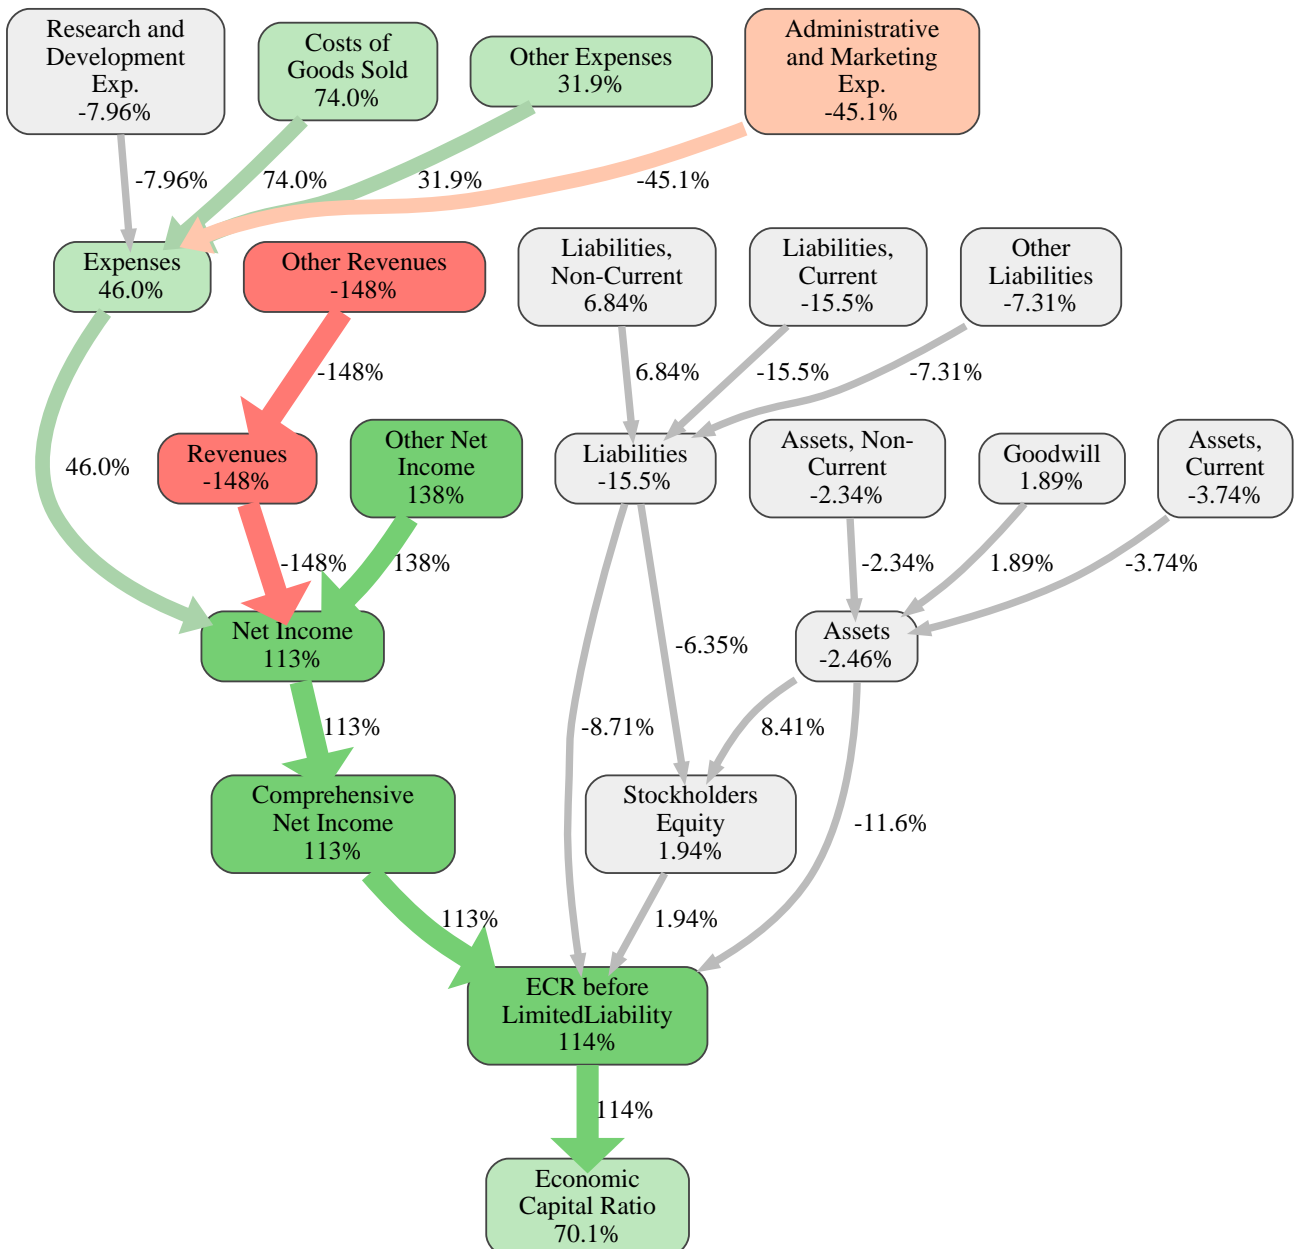 Research and
Development
Exp.
-7.96%
Costs of
Goods Sold
74.0%
Other Expenses
31.9%
Administrative
and Marketing
Exp.
-45.1%
-7.96%
74.0%
31.9%
-45.1%
Expenses
46.0%
Other Revenues
-148%
Liabilities,
Non-Current
6.84%
Liabilities,
Current
-15.5%
Other
Liabilities
-7.31%
-148%
6.84%
-15.5%
-7.31%
46.0%
Revenues
-148%
Other Net
Income
138%
Liabilities
-15.5%
Assets, Non-
Current
-2.34%
Goodwill
1.89%
Assets,
Current
-3.74%
-148%
138%
-2.34%
1.89%
-3.74%
Net Income
113%
-6.35%
Assets
-2.46%
113%
-8.71%
8.41%
Comprehensive
Net Income
113%
Stockholders
Equity
1.94%
-11.6%
113%
1.94%
ECR before
LimitedLiability
114%
114%
Economic
Capital Ratio
70.1%